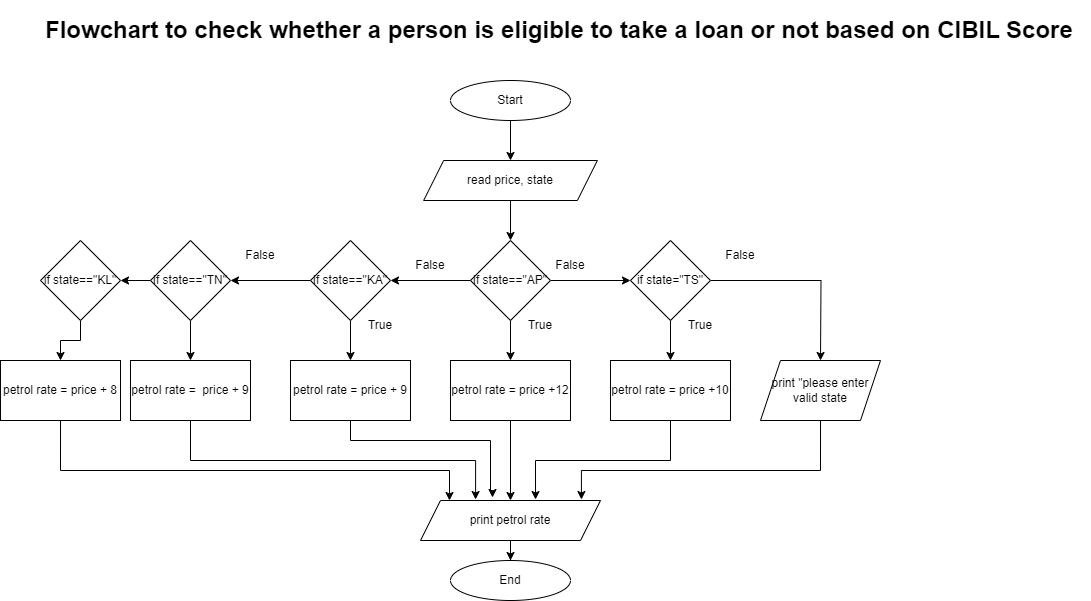 Flowchart to check whether a person is eligible to take a loan or not based on CIBIL Score
Start
read price, state
False
False
False
False
if state=="KL"
if state=="TN"
if state=="KA"
if state=="AP"
if state="TS"
True
True
True
petrol rate = price + 8
petrol rate =  price + 9
petrol rate = price + 9
petrol rate = price +12
petrol rate = price +10
print "please enter
valid state
print petrol rate
End